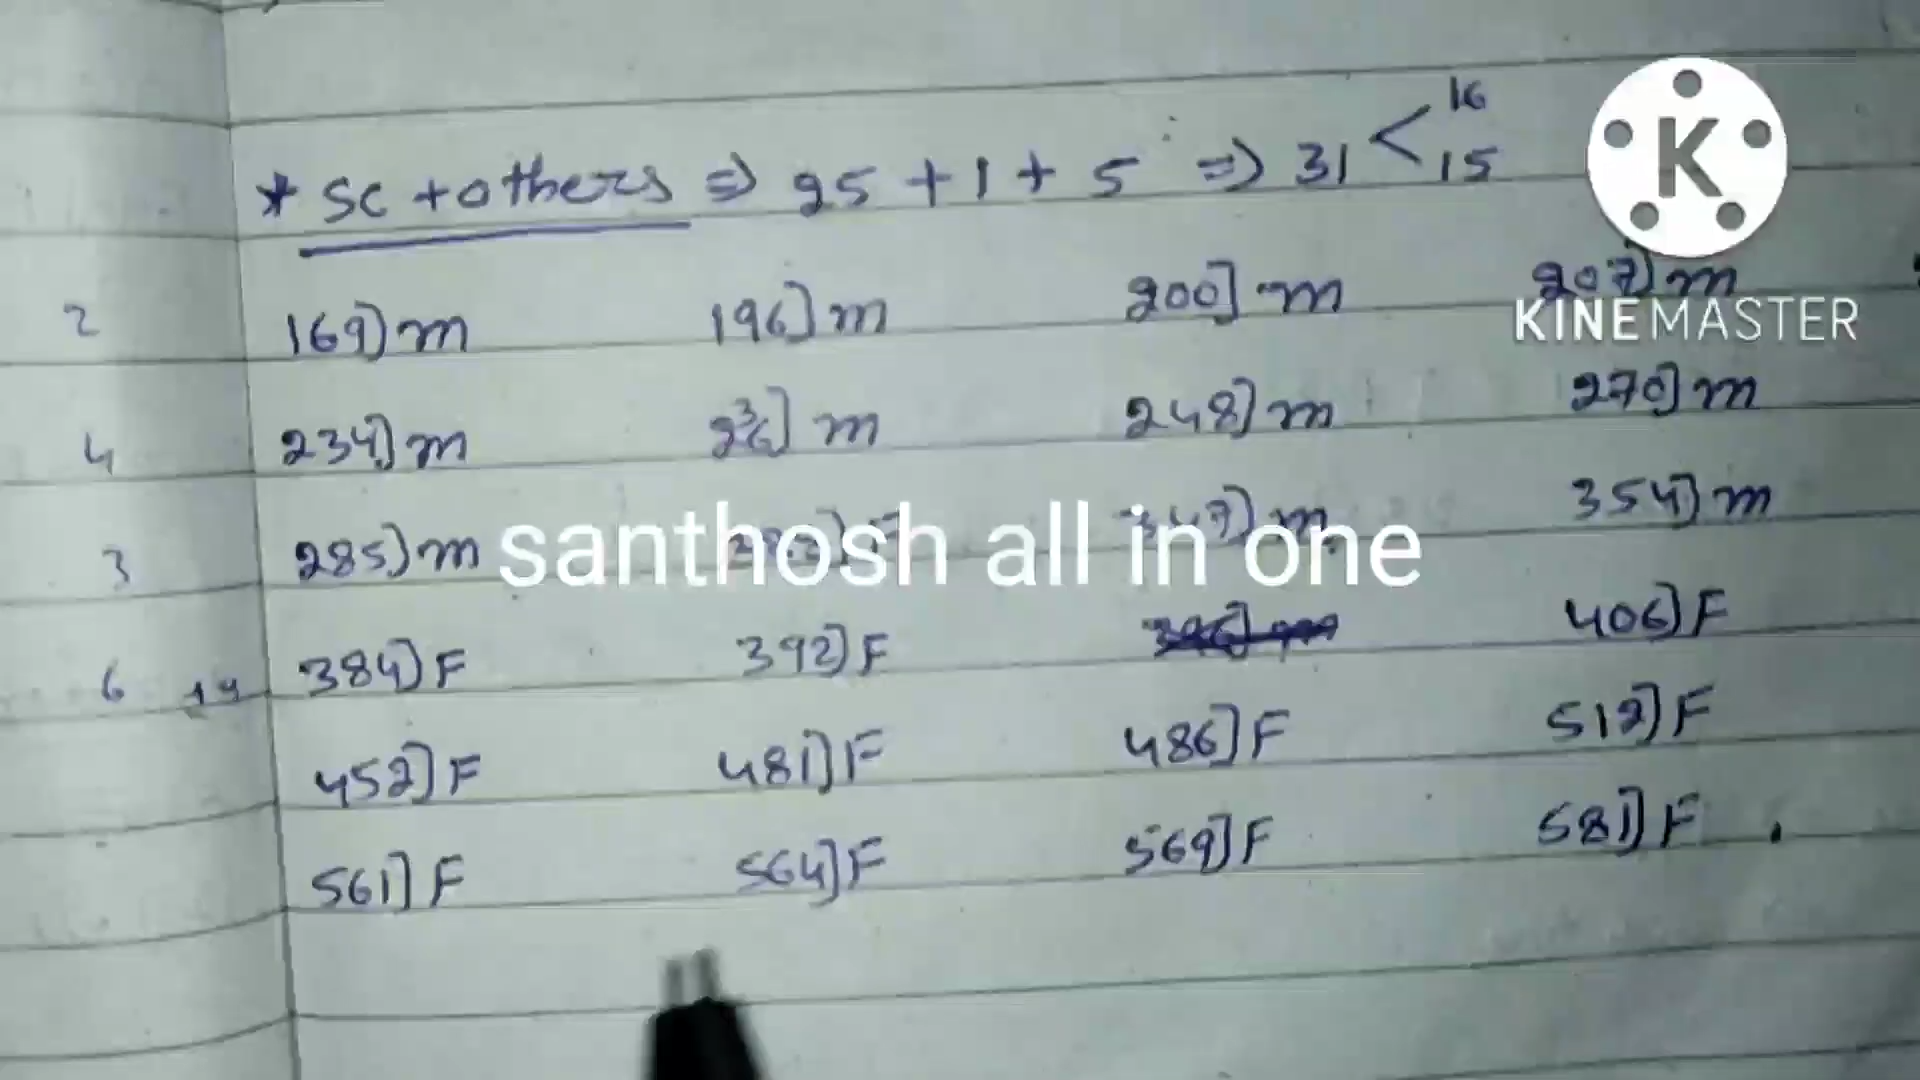 * SC + others => 25 + 1 + 5 => 31 < 16
15
K
KINEMASTER
2 169) m 196] m 200] m 207) m
4 234] m 236] m 248] m 270] m
3 285) m 347) m 354) m
santhosh all in one
6 14 384) F 392) F 406) F
452] F 481] F 486] F 512] F
561] F 564] F 569] F 581] F